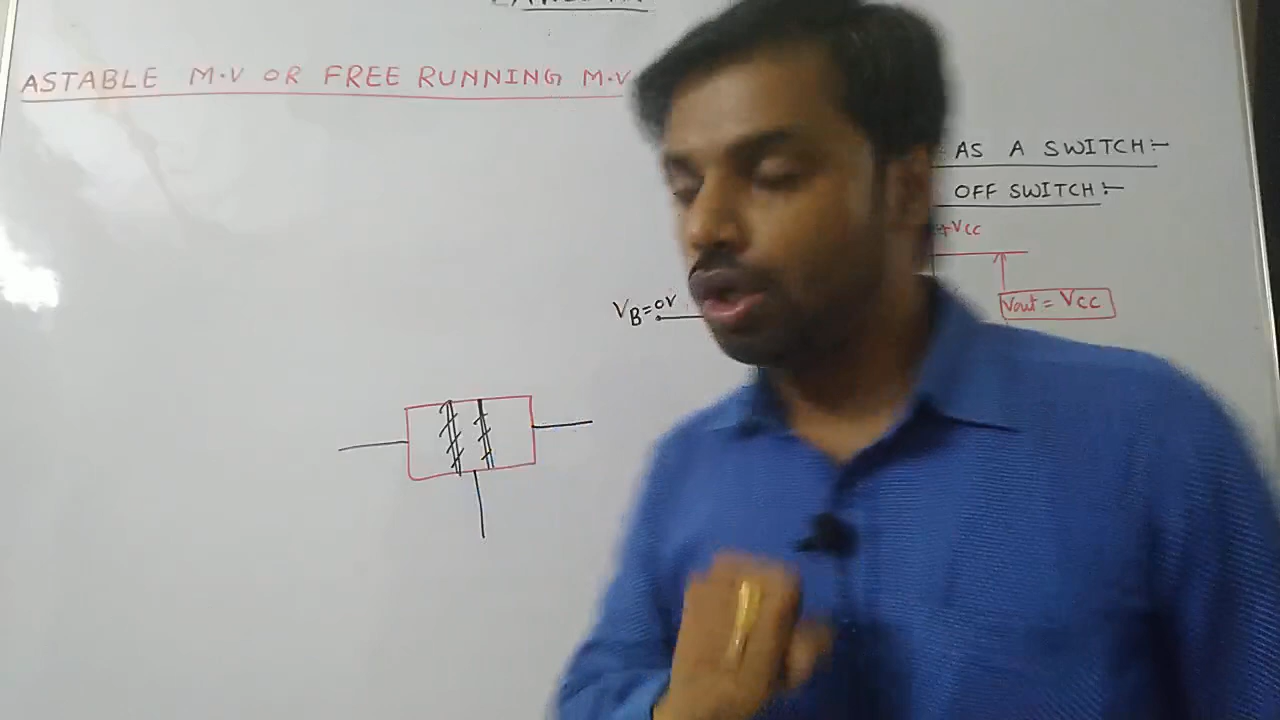 ASTABLE M.V OR FREE RUNNING M.V
AS A SWITCH:-
OFF SWITCH:-
+Vcc
VB=0V
Vout = Vcc